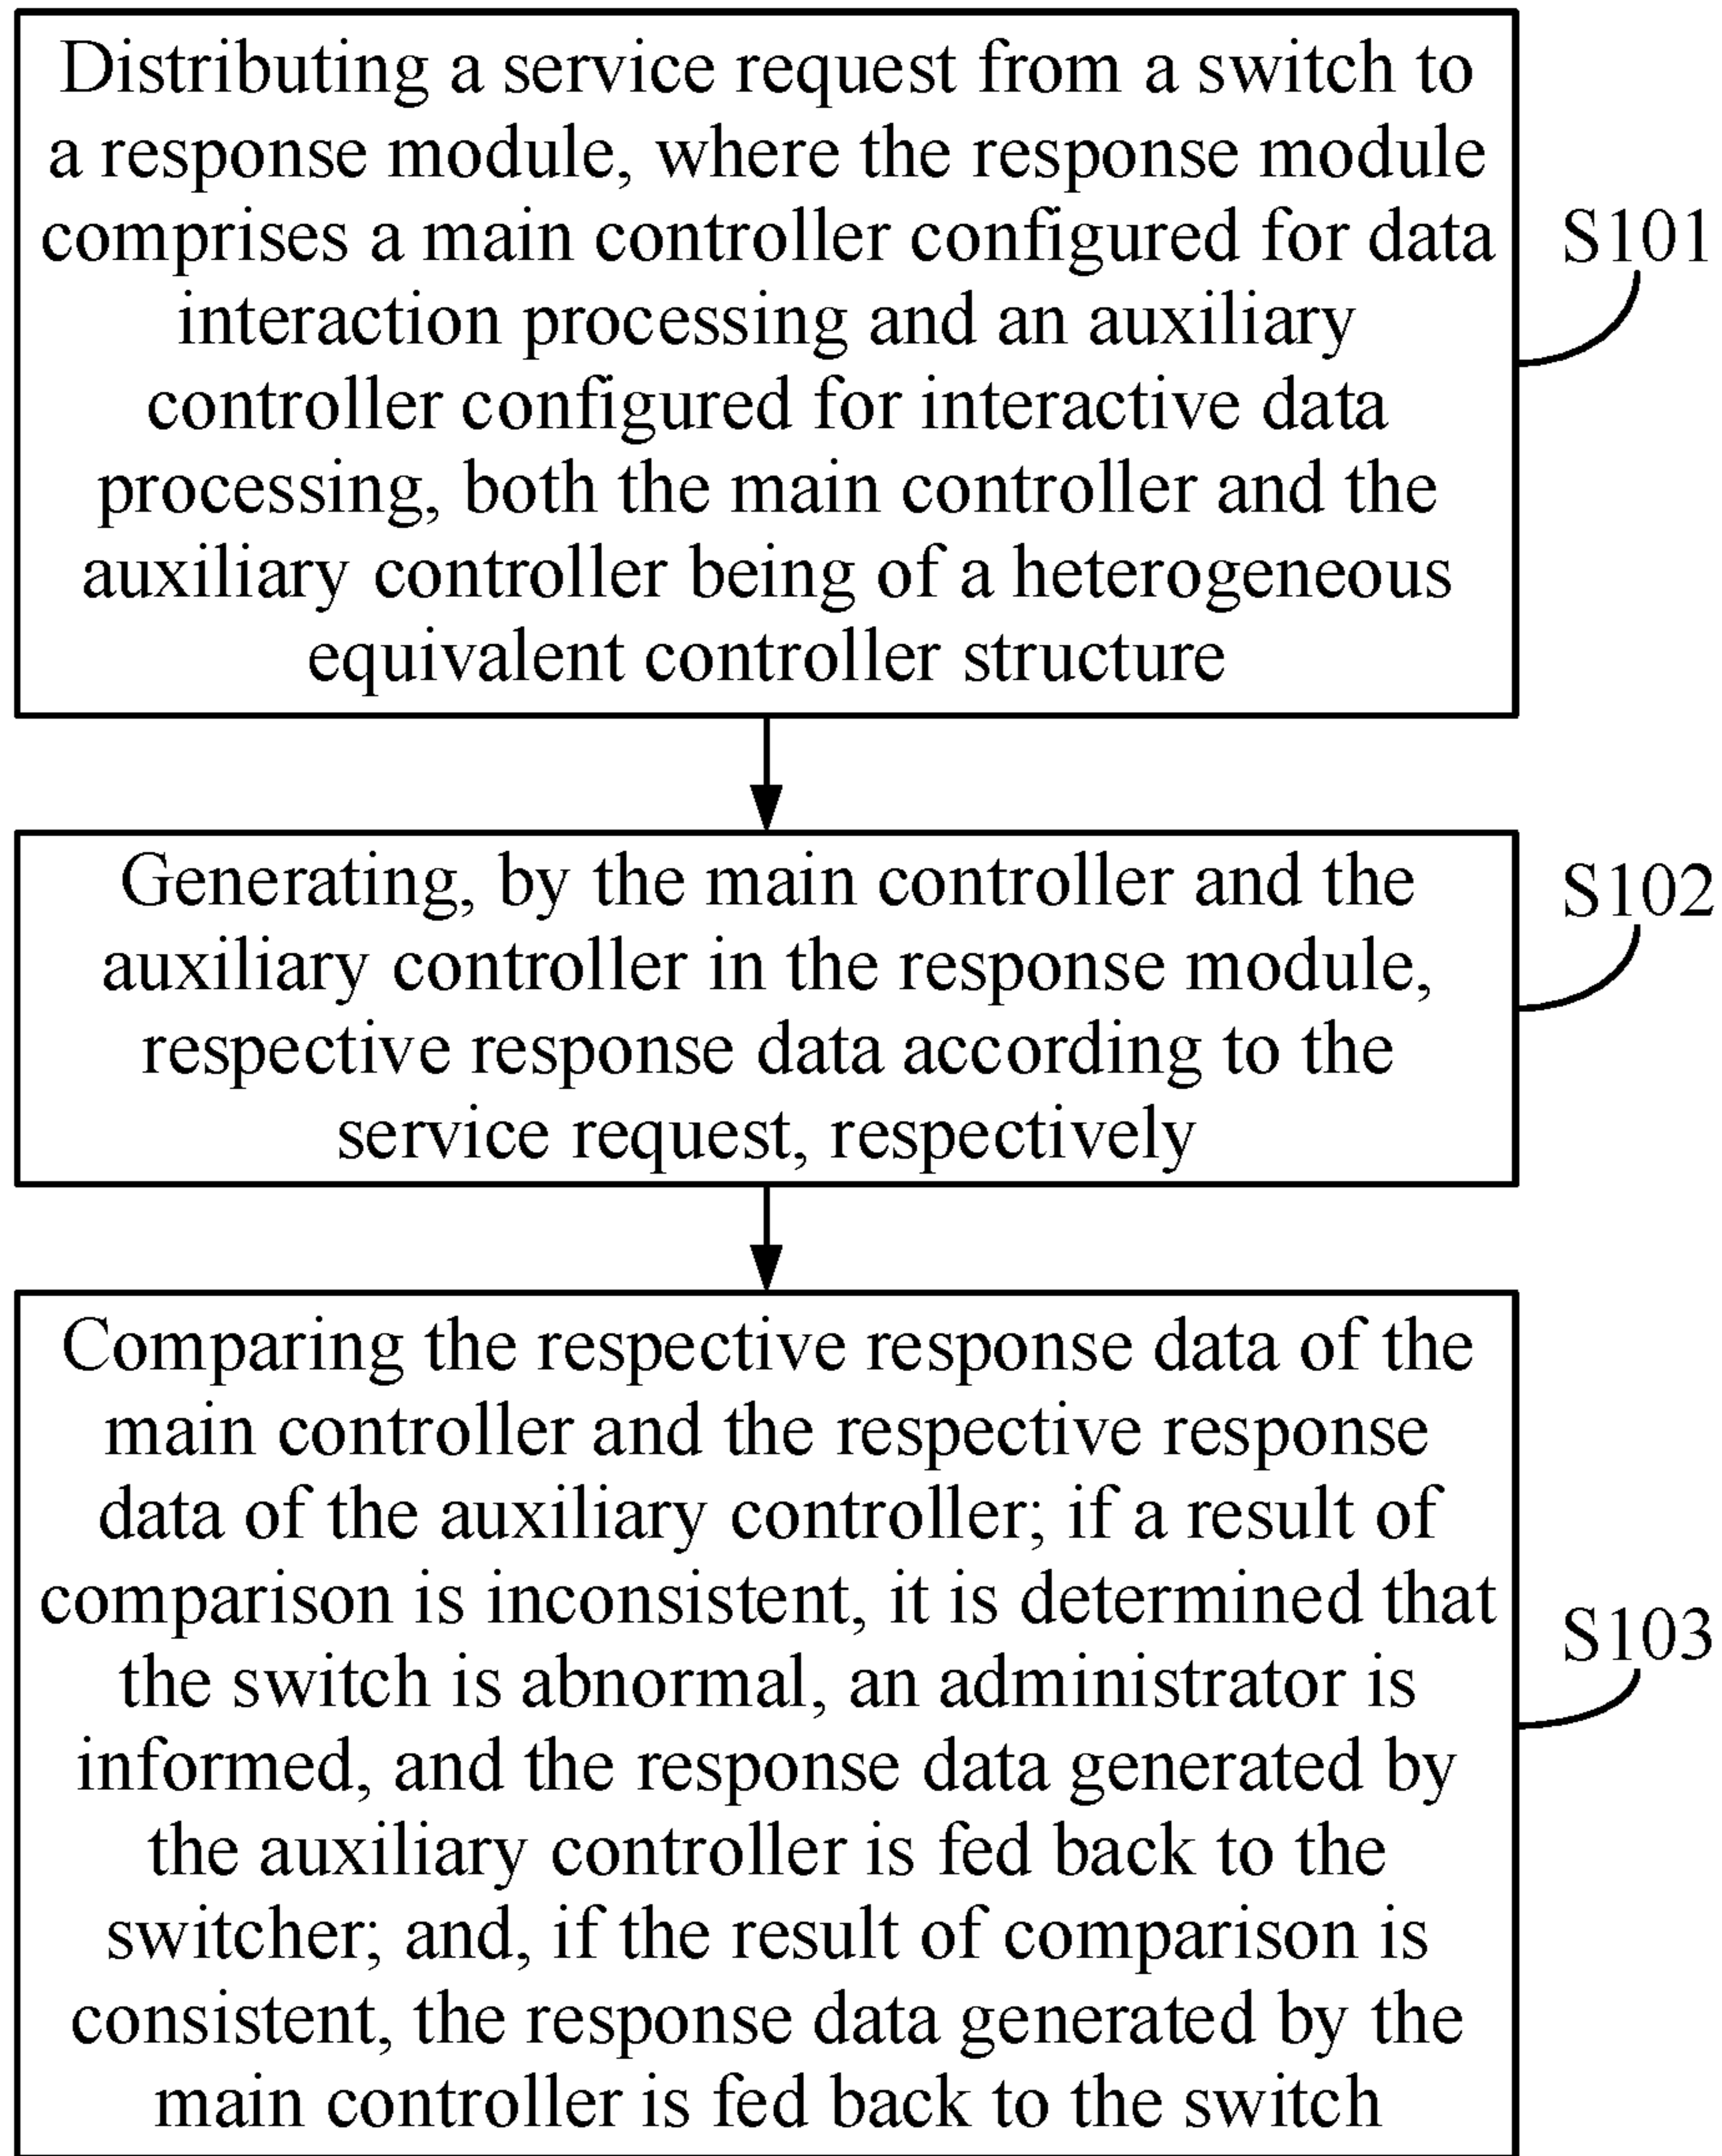 Distributing a service request from a switch to
a response module, where the response module
comprises a main controller configured for data
interaction processing and an auxiliary
controller configured for interactive data
processing, both the main controller and the
auxiliary controller being of a heterogeneous
equivalent controller structure
S101
Generating, by the main controller and the
auxiliary controller in the response module,
respective response data according to the
service request, respectively
S102
Comparing the respective response data of the
main controller and the respective response
data of the auxiliary controller; if a result of
comparison is inconsistent, it is determined that
the switch is abnormal, an administrator is
informed, and the response data generated by
the auxiliary controller is fed back to the
switcher; and, if the result of comparison is
consistent, the response data generated by the
main controller is fed back to the switch
S103